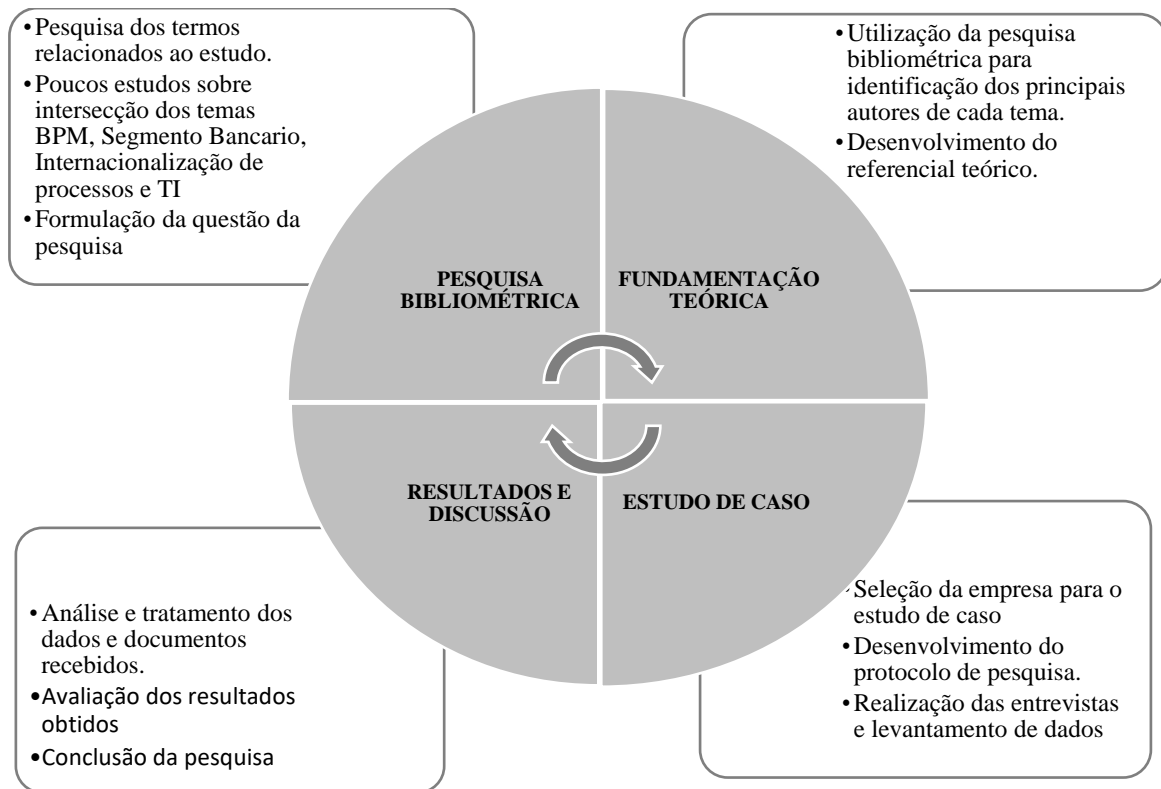 •Pesquisa dos termos
relacionados ao estudo.
•Poucos estudos sobre
intersecção dos temas
BPM, Segmento Bancario,
Internacionalização de
processos e TI
•Formulação da questão da
pesquisa
•Utilização da pesquisa
bibliométrica para
identificação dos principais
autores de cada tema.
•Desenvolvimento do
referencial teórico.
PESQUISA
BIBLIOMÉTRICA
FUNDAMENTAÇÃO
TEÓRICA
RESULTADOS E
DISCUSSÃO
ESTUDO DE CASO
•Análise e tratamento dos
dados e documentos
recebidos.
•Avaliação dos resultados
obtidos
•Conclusão da pesquisa
•Seleção da empresa para o
estudo de caso
•Desenvolvimento do
protocolo de pesquisa.
•Realização das entrevistas
e levantamento de dados